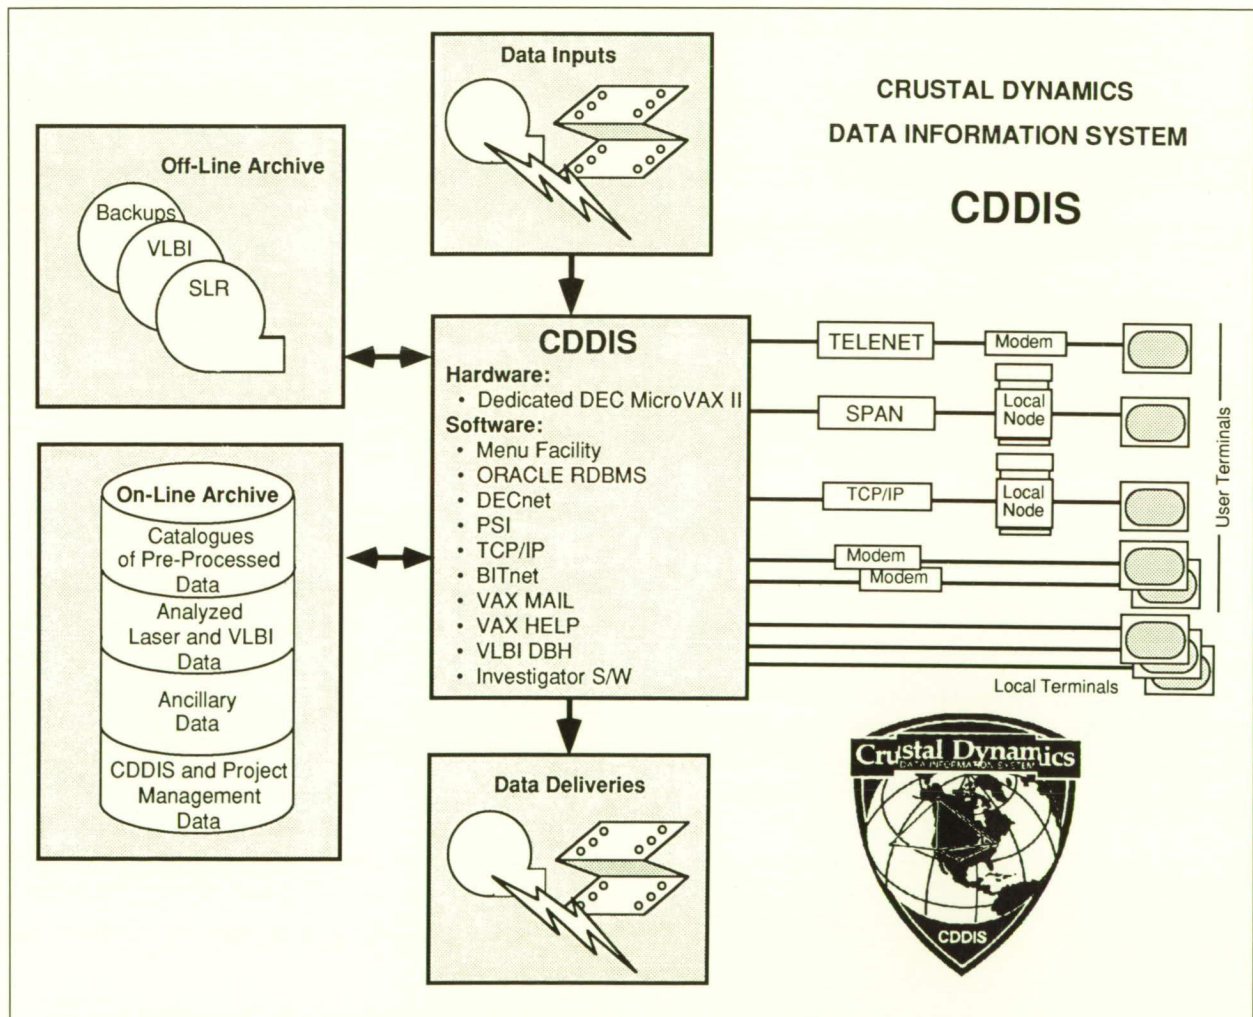 Data Inputs
CRUSTAL DYNAMICS
DATA INFORMATION SYSTEM
CDDIS
Off-Line Archive
Backups
VLBI
SLR
On-Line Archive
Catalogues
of Pre-Processed
Data
Analyzed
Laser and VLBI
Data
Ancillary
Data
CDDIS and Project
Management
Data
CDDIS
Hardware:
• Dedicated DEC MicroVAX II
Software:
• Menu Facility
• ORACLE RDBMS
• DECnet
• PSI
• TCP/IP
• BITnet
• VAX MAIL
• VAX HELP
• VLBI DBH
• Investigator S/W
TELENET
Modem
SPAN
Local
Node
TCP/IP
Local
Node
Modem
Modem
User Terminals
Local Terminals
Data Deliveries
Crustal Dynamics
DATA INFORMATION SYSTEM
CDDIS